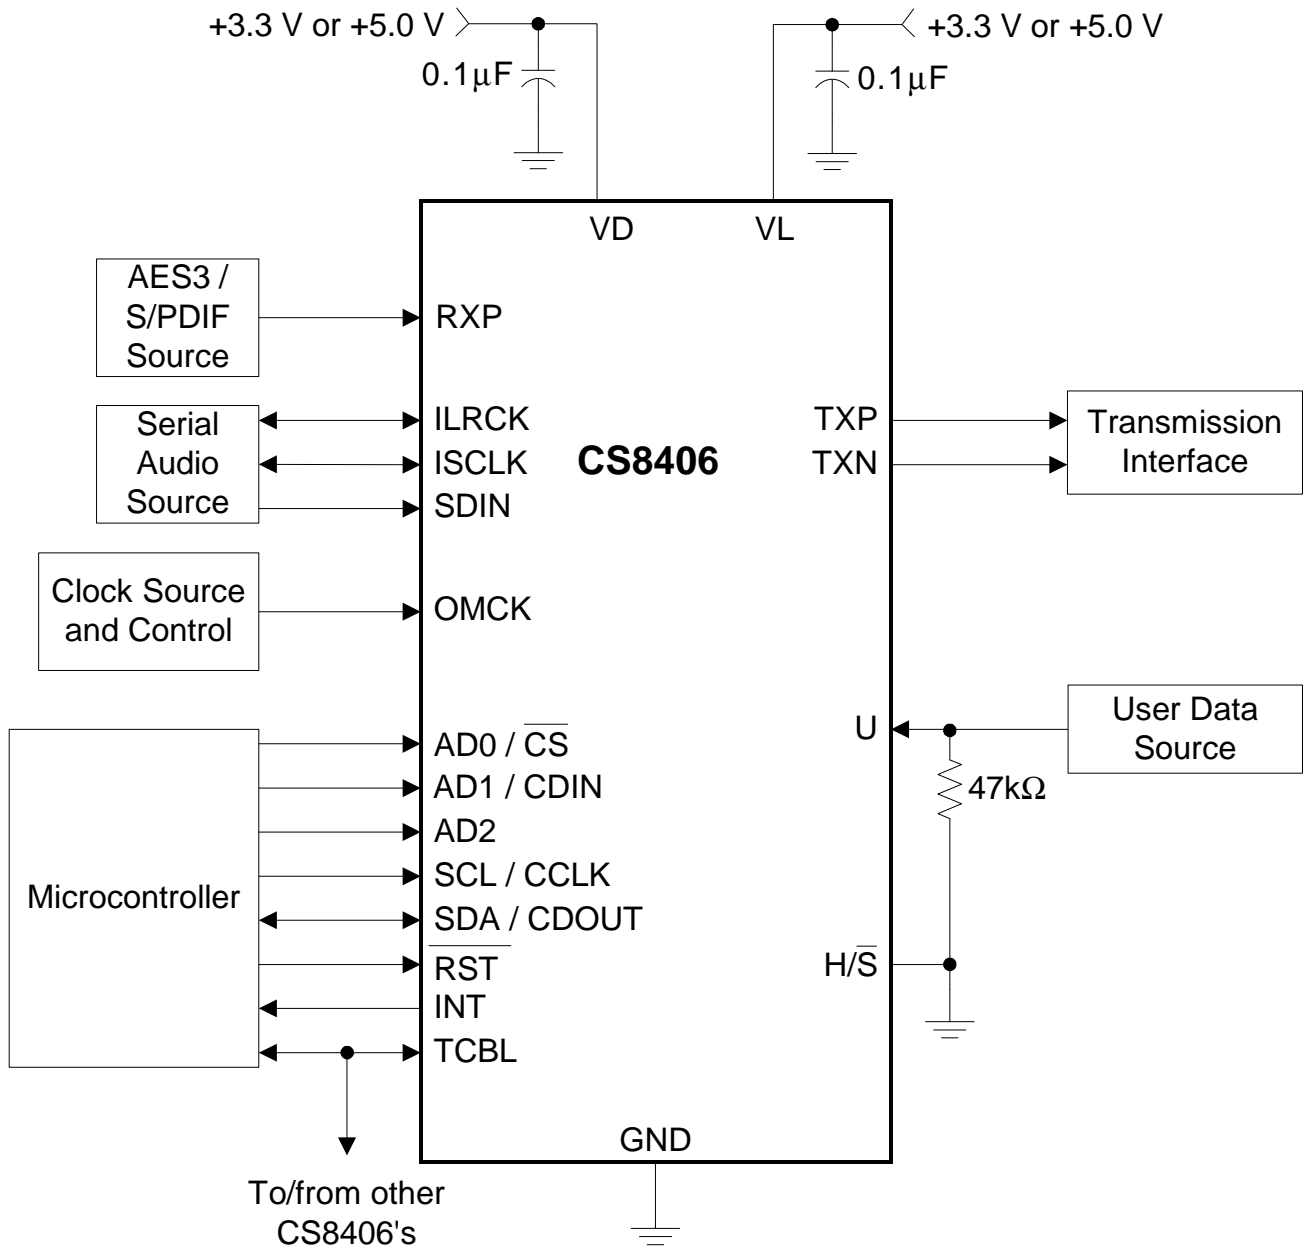 +3.3 V or +5.0 V
+3.3 V or +5.0 V
0.1μF
0.1μF
VD
VL
AES3 /
S/PDIF
Source
RXP
Serial
Audio
Source
ILRCK
ISCLK
SDIN
CS8406
TXP
TXN
Transmission
Interface
Clock Source
and Control
OMCK
U
User Data
Source
47kΩ
Microcontroller
AD0 / C̅S̅
AD1 / CDIN
AD2
SCL / CCLK
SDA / CDOUT
R̅S̅T̅
INT
TCBL
H/S̅
GND
To/from other
CS8406's